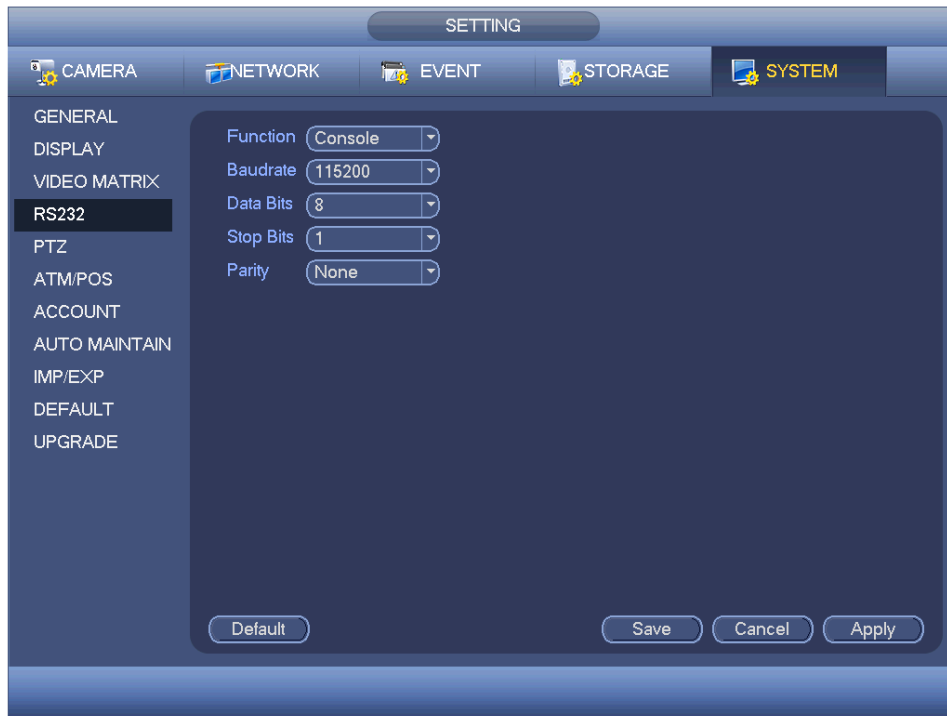 SETTING
CAMERA NETWORK EVENT STORAGE SYSTEM
GENERAL
DISPLAY
VIDEO MATRIX
RS232
PTZ
ATM/POS
ACCOUNT
AUTO MAINTAIN
IMP/EXP
DEFAULT
UPGRADE
Function Console
Baudrate 115200
Data Bits 8
Stop Bits 1
Parity None
Default Save Cancel Apply